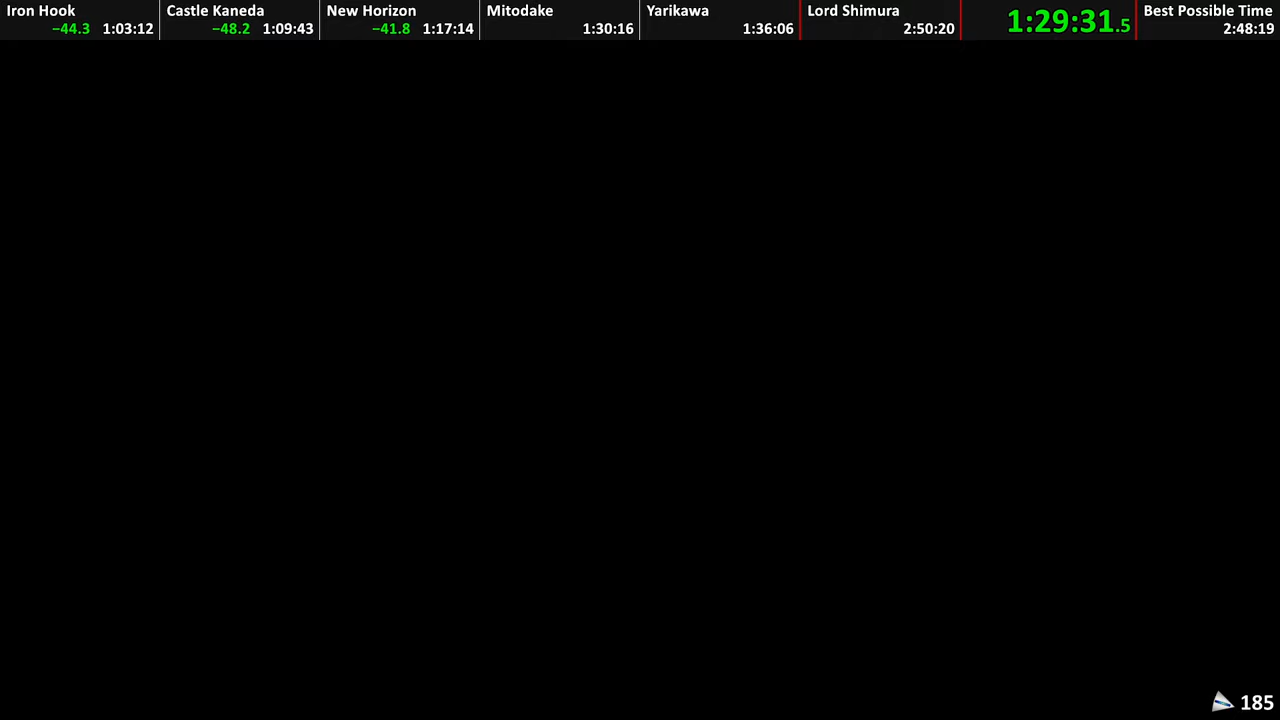 Iron Hook
−44.3 1:03:12
Castle Kaneda
−48.2 1:09:43
New Horizon
−41.8 1:17:14
Mitodake
1:30:16
Yarikawa
1:36:06
Lord Shimura
2:50:20
1:29:31.5
Best Possible Time
2:48:19
185